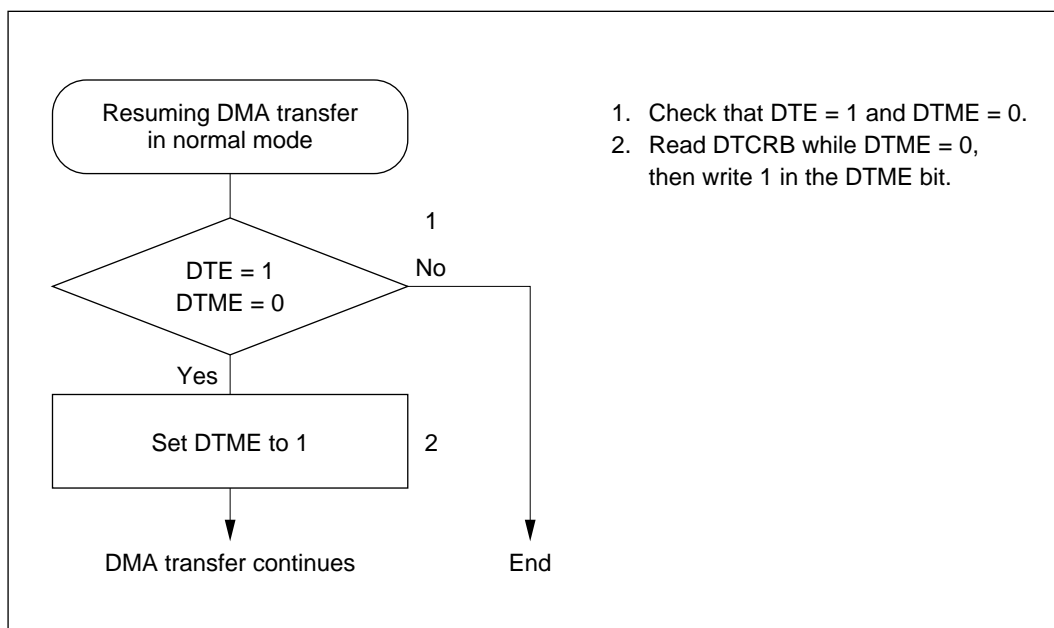 Resuming DMA transfer
in normal mode
1
DTE = 1
DTME = 0
No
Yes
Set DTME to 1
2
DMA transfer continues
End
1. Check that DTE = 1 and DTME = 0.
2. Read DTCRB while DTME = 0,
then write 1 in the DTME bit.